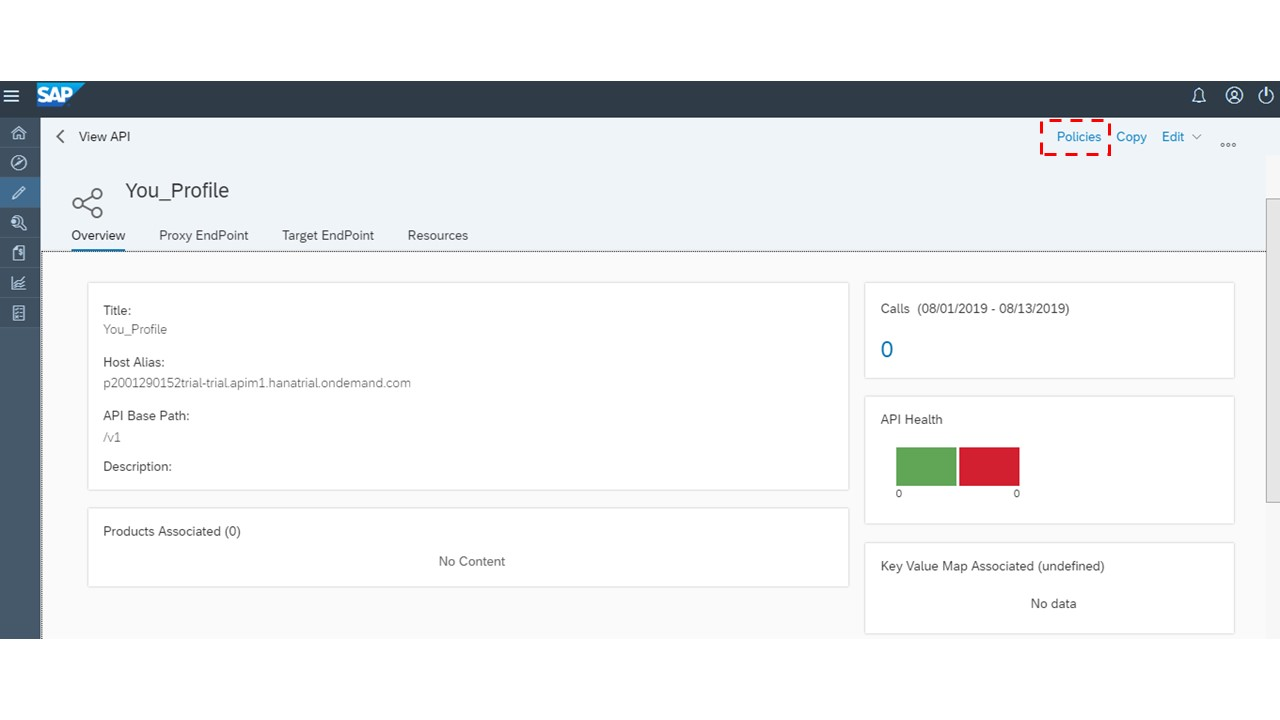 SAP
View API
Policies Copy Edit
You_Profile
Overview Proxy EndPoint Target EndPoint Resources
Title:
You_Profile
Host Alias:
p2001290152trial-trial.apim1.hanatrial.ondemand.com
API Base Path:
/v1
Description:
Products Associated (0)
No Content
Calls (08/01/2019 - 08/13/2019)
0
API Health
0 0
Key Value Map Associated (undefined)
No data